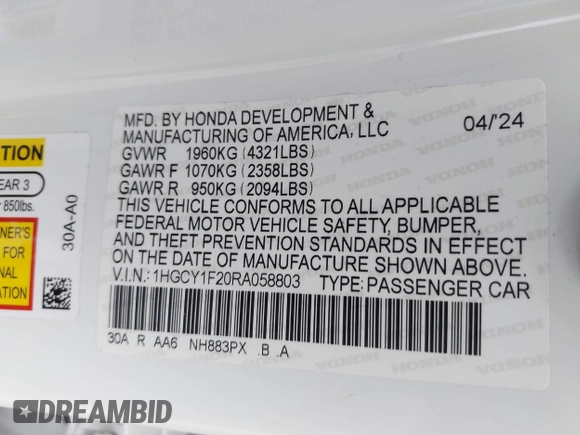 TION
EAR 3
r 850lbs.
NER'S
FOR
NAL
ATION
30A-A0
MFD. BY HONDA DEVELOPMENT &
MANUFACTURING OF AMERICA, LLC 04/'24
GVWR 1960KG (4321LBS)
GAWR F 1070KG (2358LBS)
GAWR R 950KG (2094LBS)
THIS VEHICLE CONFORMS TO ALL APPLICABLE
FEDERAL MOTOR VEHICLE SAFETY, BUMPER,
AND THEFT PREVENTION STANDARDS IN EFFECT
ON THE DATE OF MANUFACTURE SHOWN ABOVE.
V.I.N.: 1HGCY1F20RA058803 TYPE: PASSENGER CAR
30A R AA6 NH883PX .B .A
DREAMBID